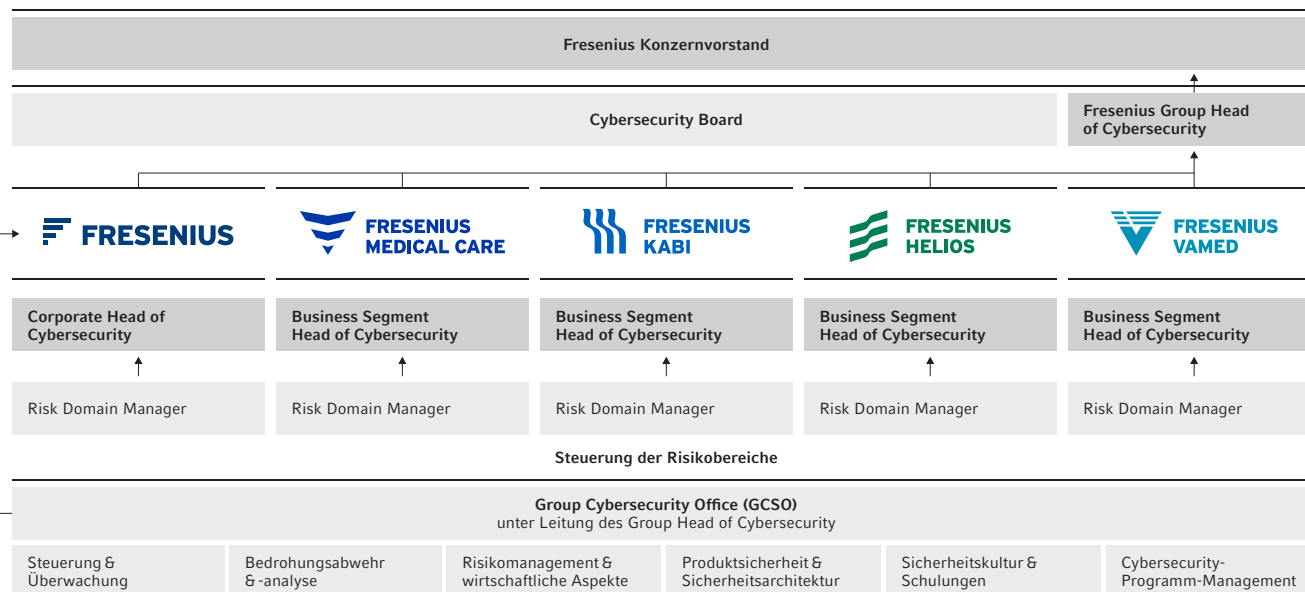 Fresenius Konzernvorstand
Cybersecurity Board
Fresenius Group Head
of Cybersecurity
FRESENIUS
FRESENIUS
MEDICAL CARE
FRESENIUS
KABI
FRESENIUS
HELIOS
FRESENIUS
VAMED
Corporate Head of
Cybersecurity
Business Segment
Head of Cybersecurity
Business Segment
Head of Cybersecurity
Business Segment
Head of Cybersecurity
Business Segment
Head of Cybersecurity
Risk Domain Manager
Risk Domain Manager
Risk Domain Manager
Risk Domain Manager
Risk Domain Manager
Steuerung der Risikobereiche
Group Cybersecurity Office (GCSO)
unter Leitung des Group Head of Cybersecurity
Steuerung &
Überwachung
Bedrohungsabwehr
& -analyse
Risikomanagement &
wirtschaftliche Aspekte
Produktsicherheit &
Sicherheitsarchitektur
Sicherheitskultur &
Schulungen
Cybersecurity-
Programm-Management